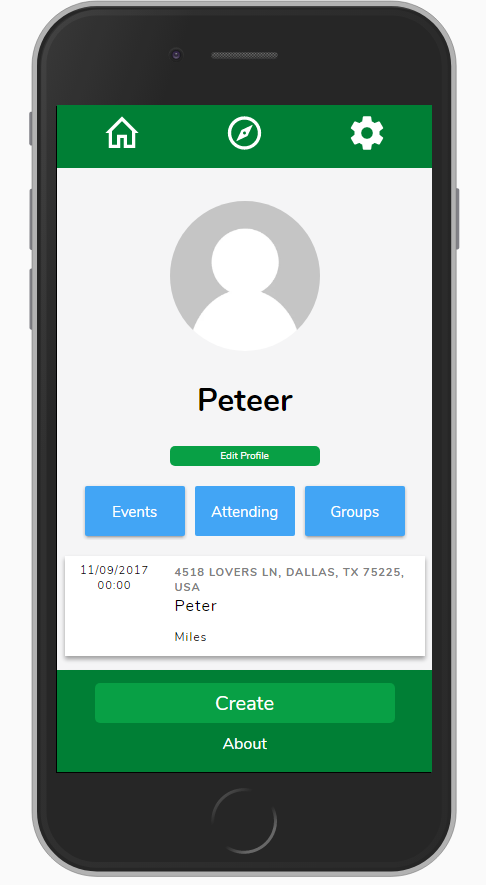 Peteer
Edit Profile
Events
Attending
Groups
11/09/2017
00:00
4518 LOVERS LN, DALLAS, TX 75225,
USA
Peter
Miles
Create
About